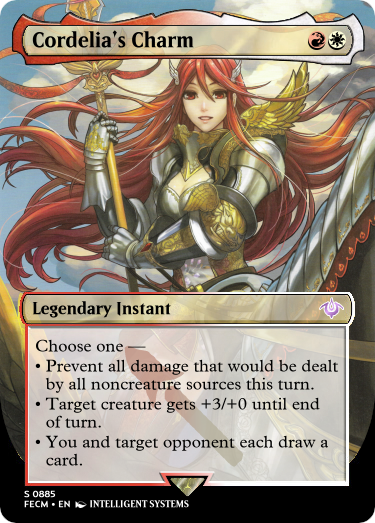 Cordelia's Charm
Legendary Instant
Choose one —
• Prevent all damage that would be dealt
by all noncreature sources this turn.
• Target creature gets +3/+0 until end
of turn.
• You and target opponent each draw a
card.
S 0885
FECM • EN INTELLIGENT SYSTEMS